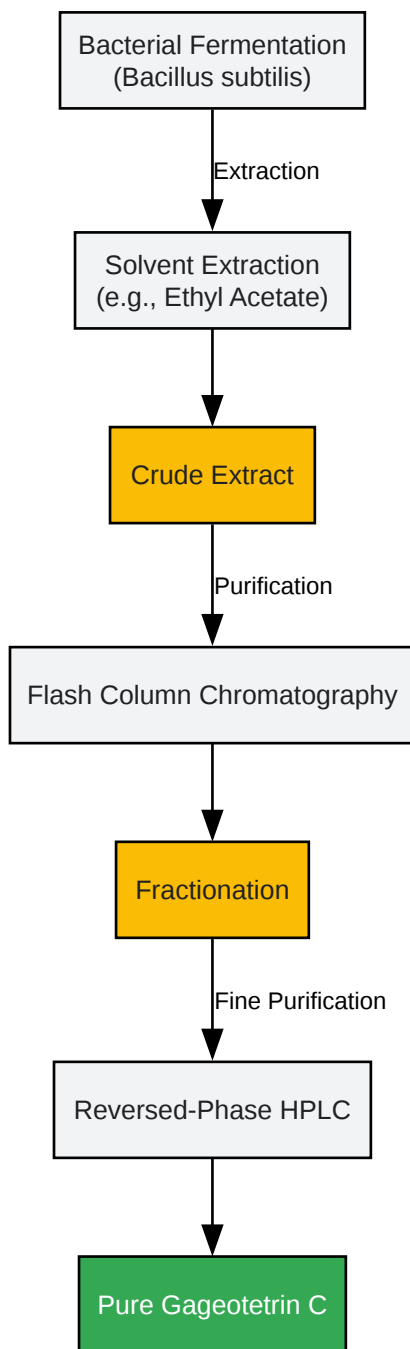 Bacterial Fermentation
(Bacillus subtilis)
Extraction
Solvent Extraction
(e.g., Ethyl Acetate)
Crude Extract
Purification
Flash Column Chromatography
Fractionation
Fine Purification
Reversed-Phase HPLC
Pure Gageotetrin C